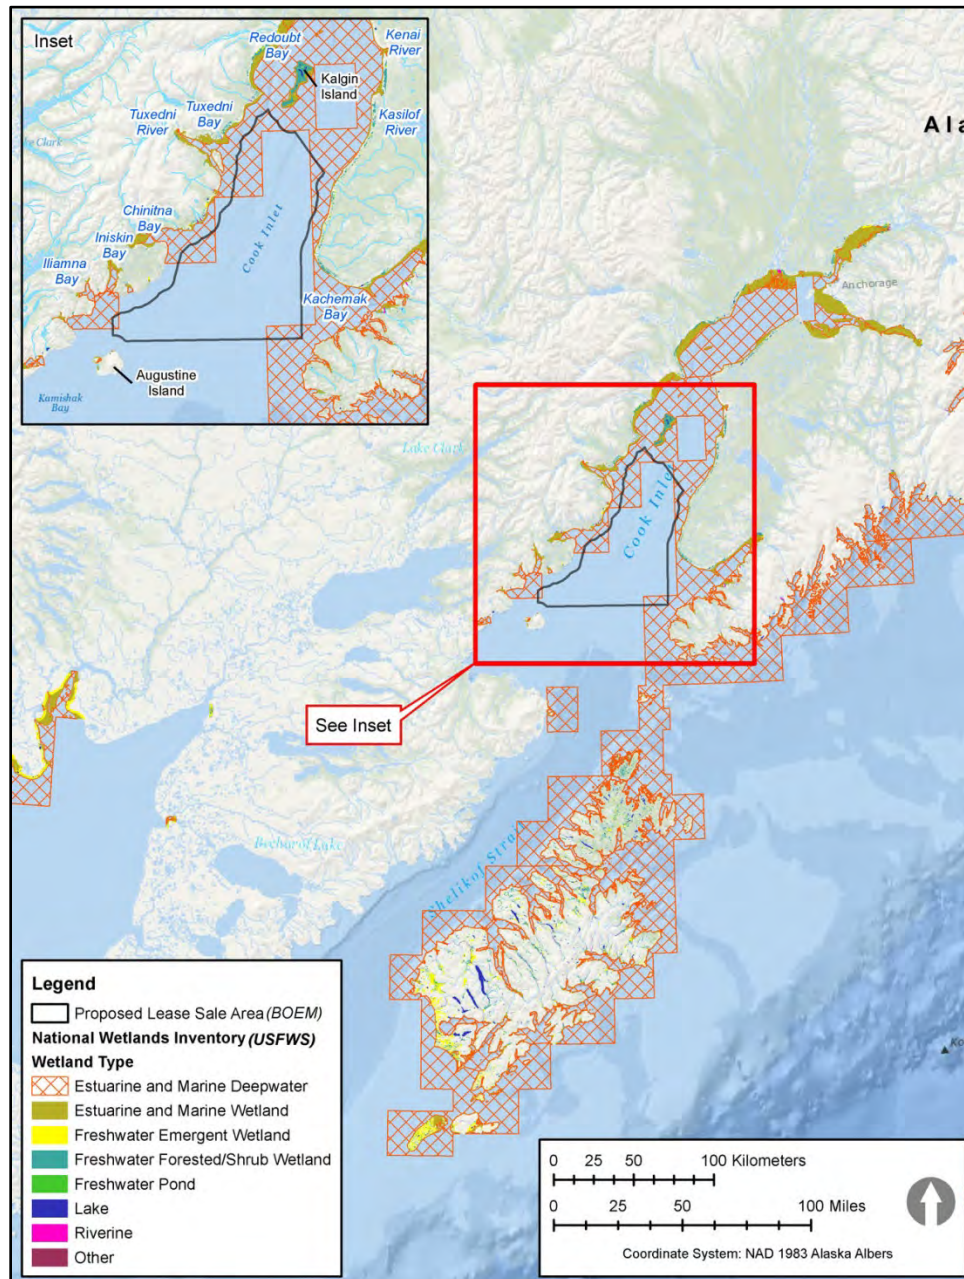 Inset
Redoubt
Bay
Kenai
River
Kalgin
Island
Tuxedni
Bay
Tuxedni
River
Kasilof
River
Chinitna
Bay
Iniskin
Bay
Iliamna
Bay
Cook Inlet
Kachemak
Bay
Augustine
Island
Kamishak
Bay
Anchorage
Lake Clark
Cook Inlet
See Inset
Becharof Lake
Legend
Proposed Lease Sale Area (BOEM)
National Wetlands Inventory (USFWS)
Wetland Type
Estuarine and Marine Deepwater
Estuarine and Marine Wetland
Freshwater Emergent Wetland
Freshwater Forested/Shrub Wetland
Freshwater Pond
Lake
Riverine
Other
0 25 50 100 Kilometers
0 25 50 100 Miles
Coordinate System: NAD 1983 Alaska Albers